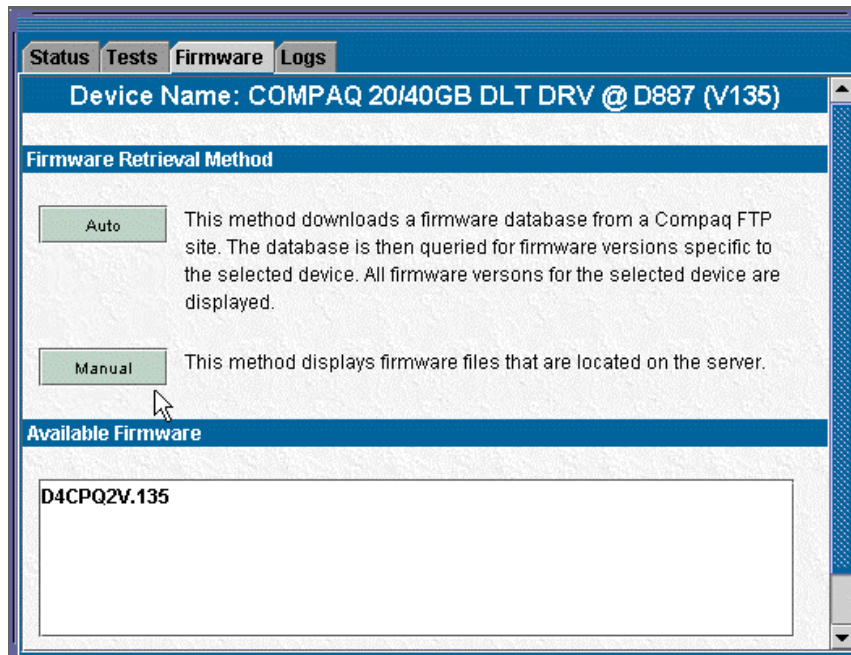 Status Tests Firmware Logs
Device Name: COMPAQ 20/40GB DLT DRV @ D887 (V135)
Firmware Retrieval Method
Auto
This method downloads a firmware database from a Compaq FTP
site. The database is then queried for firmware versions specific to
the selected device. All firmware versons for the selected device are
displayed.
Manual
This method displays firmware files that are located on the server.
Available Firmware
D4CPQ2V.135